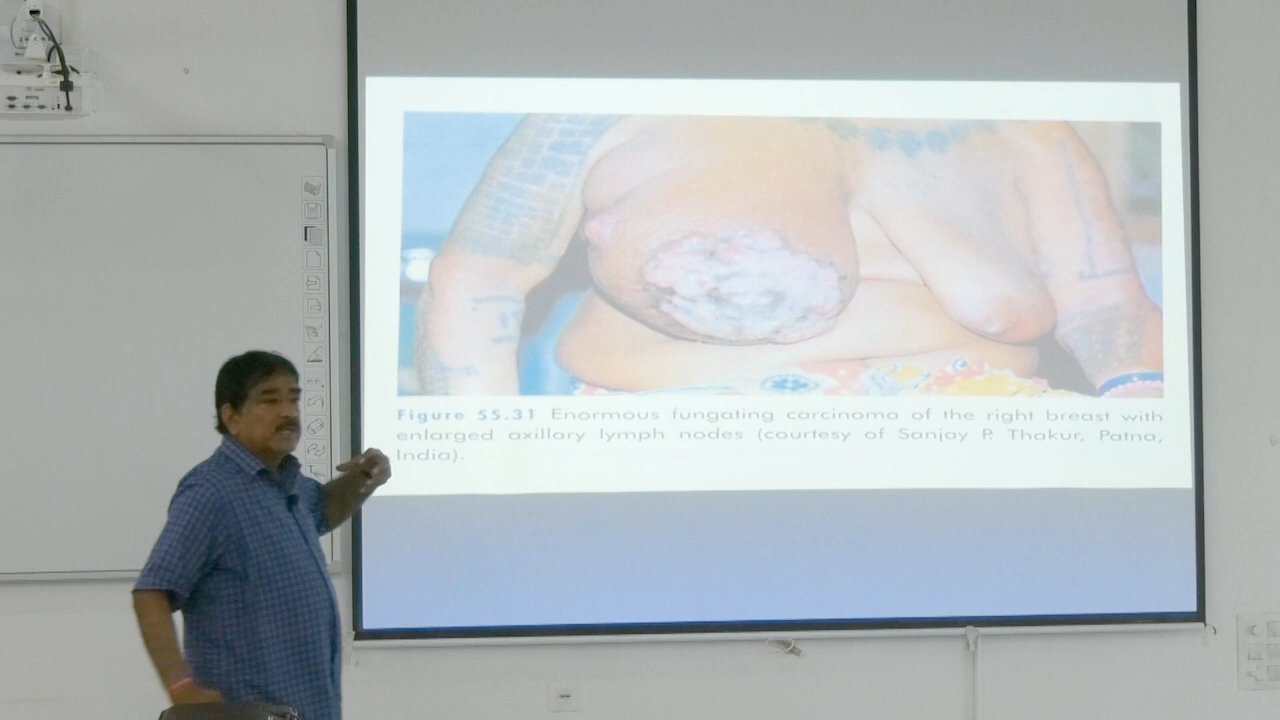 Figure 55.31 Enormous fungating carcinoma of the right breast with
enlarged axillary lymph nodes (courtesy of Sanjay P. Thakur, Patna,
India).